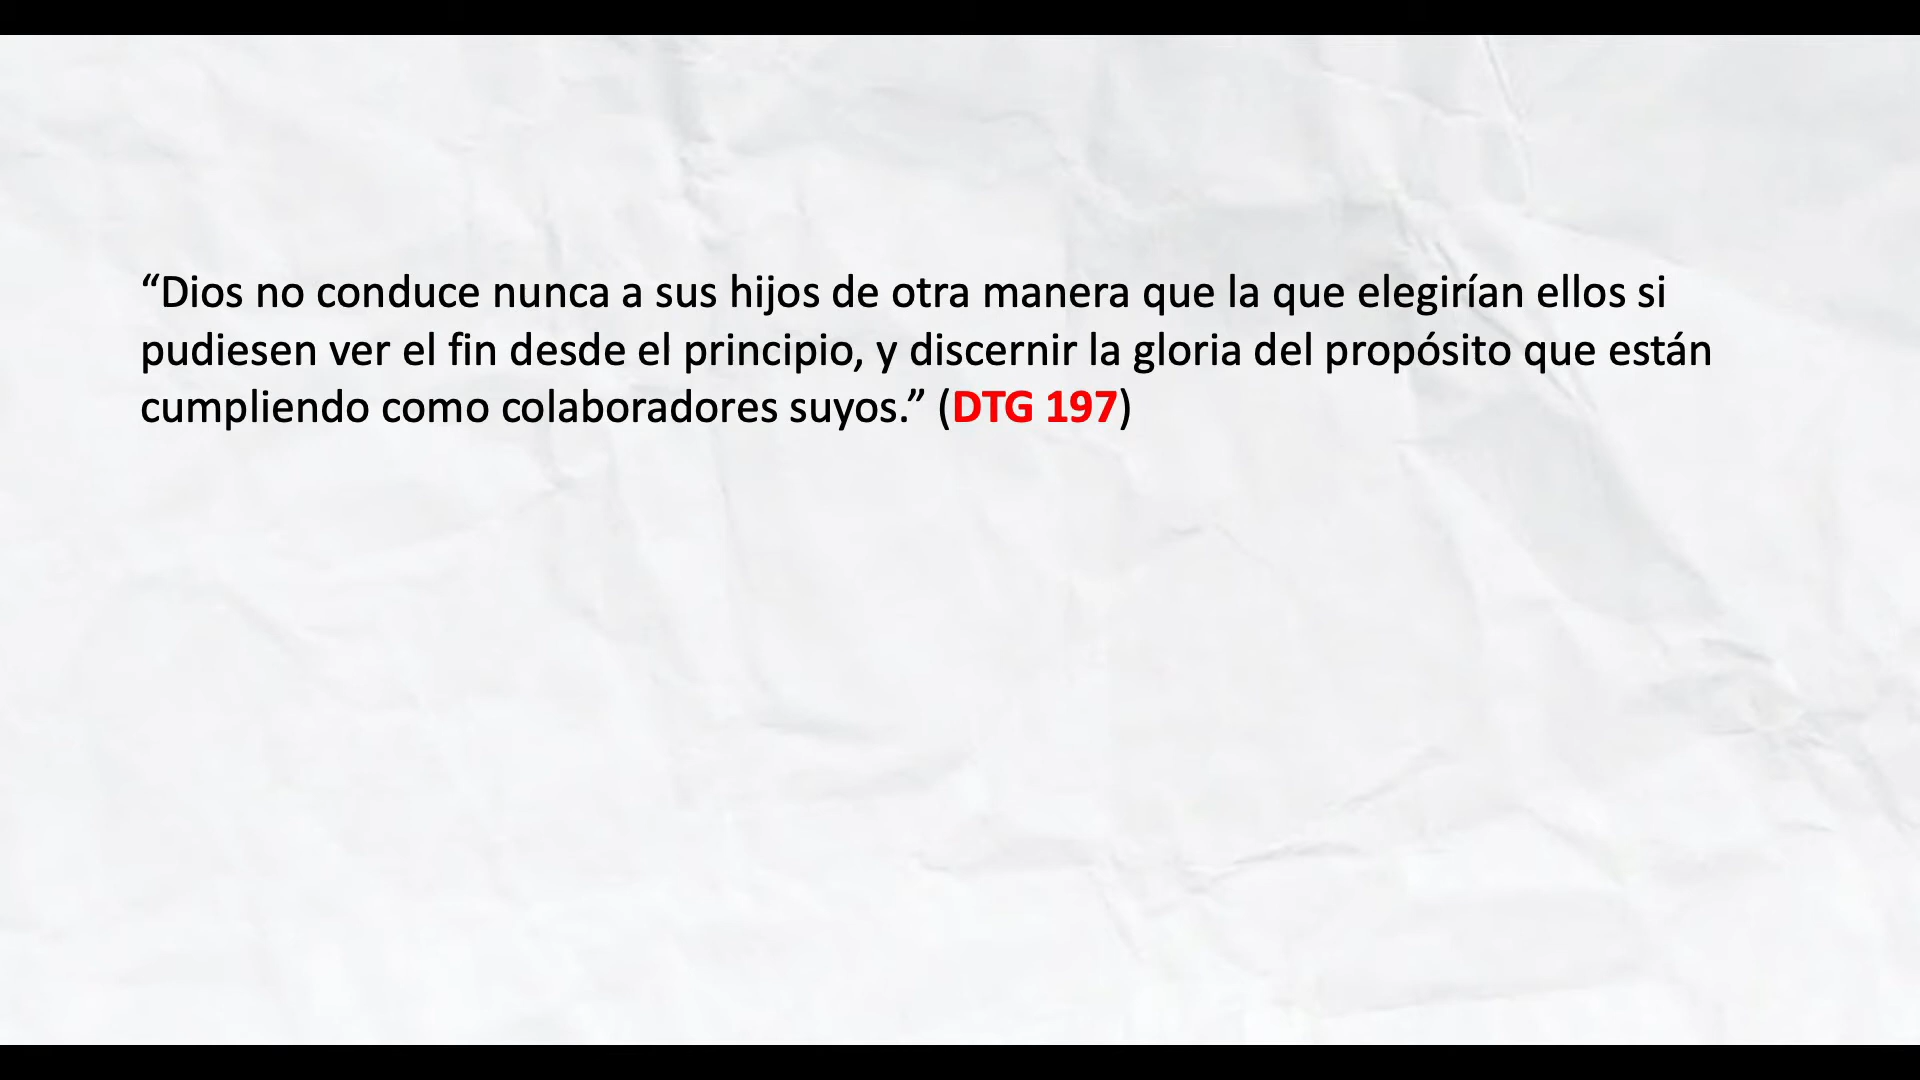 “Dios no conduce nunca a sus hijos de otra manera que la que elegirían ellos si
pudiesen ver el fin desde el principio, y discernir la gloria del propósito que están
cumpliendo como colaboradores suyos.” (DTG 197)